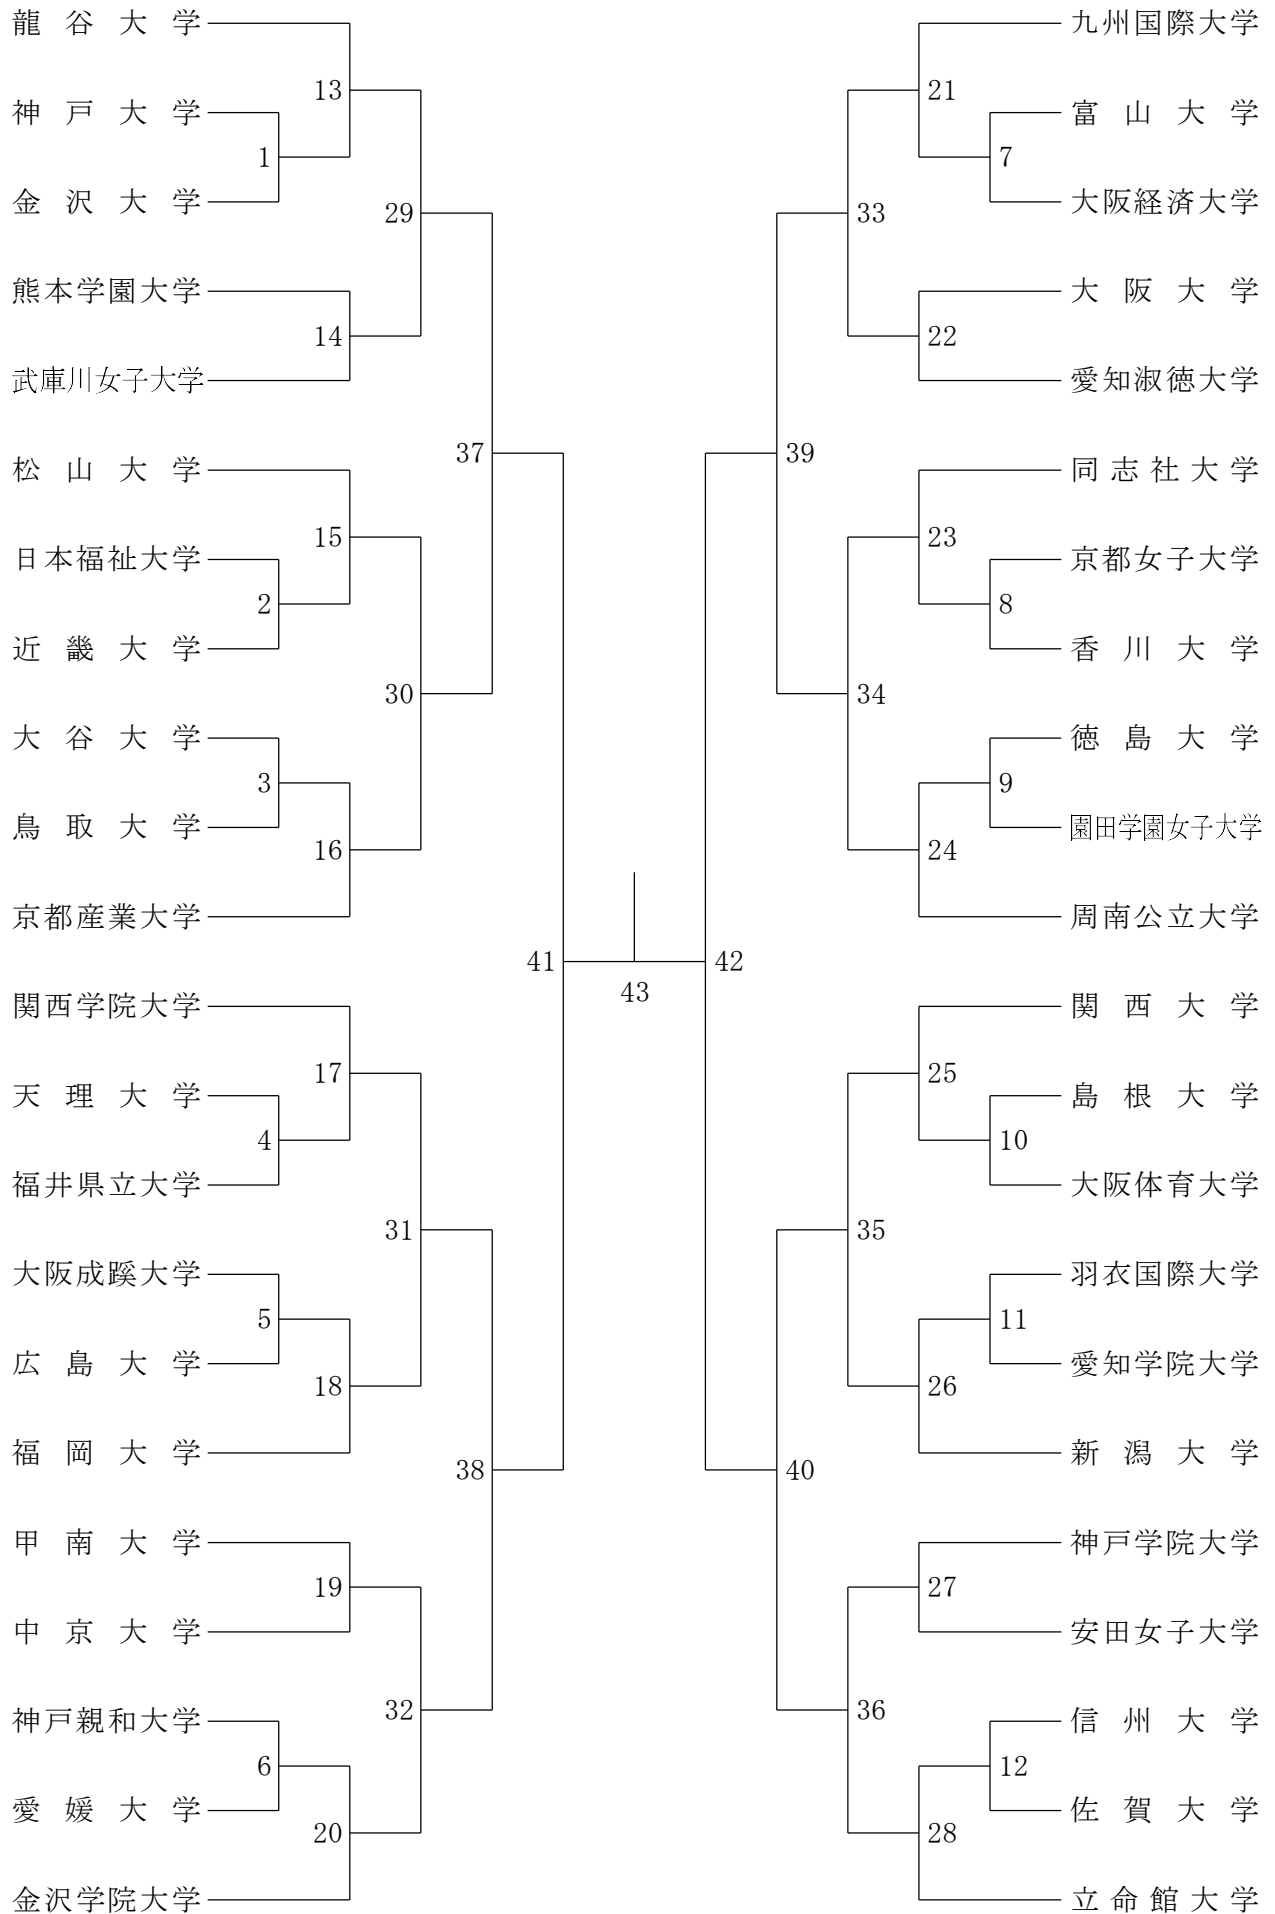 龍谷大学
13
神戸大学
1
金沢大学
29
熊本学園大学
14
武庫川女子大学
37
松山大学
15
日本福祉大学
2
近畿大学
30
大谷大学
3
鳥取大学
16
京都産業大学
41
関西学院大学
17
天理大学
4
福井県立大学
31
大阪成蹊大学
5
広島大学
18
福岡大学
38
甲南大学
19
中京大学
32
神戸親和大学
6
愛媛大学
20
金沢学院大学
43
九州国際大学
21
富山大学
7
大阪経済大学
33
大阪大学
22
愛知淑徳大学
39
同志社大学
23
京都女子大学
8
香川大学
34
徳島大学
9
園田学園女子大学
24
周南公立大学
42
関西大学
25
島根大学
10
大阪体育大学
35
羽衣国際大学
11
愛知学院大学
26
新潟大学
40
神戸学院大学
27
安田女子大学
36
信州大学
12
佐賀大学
28
立命館大学